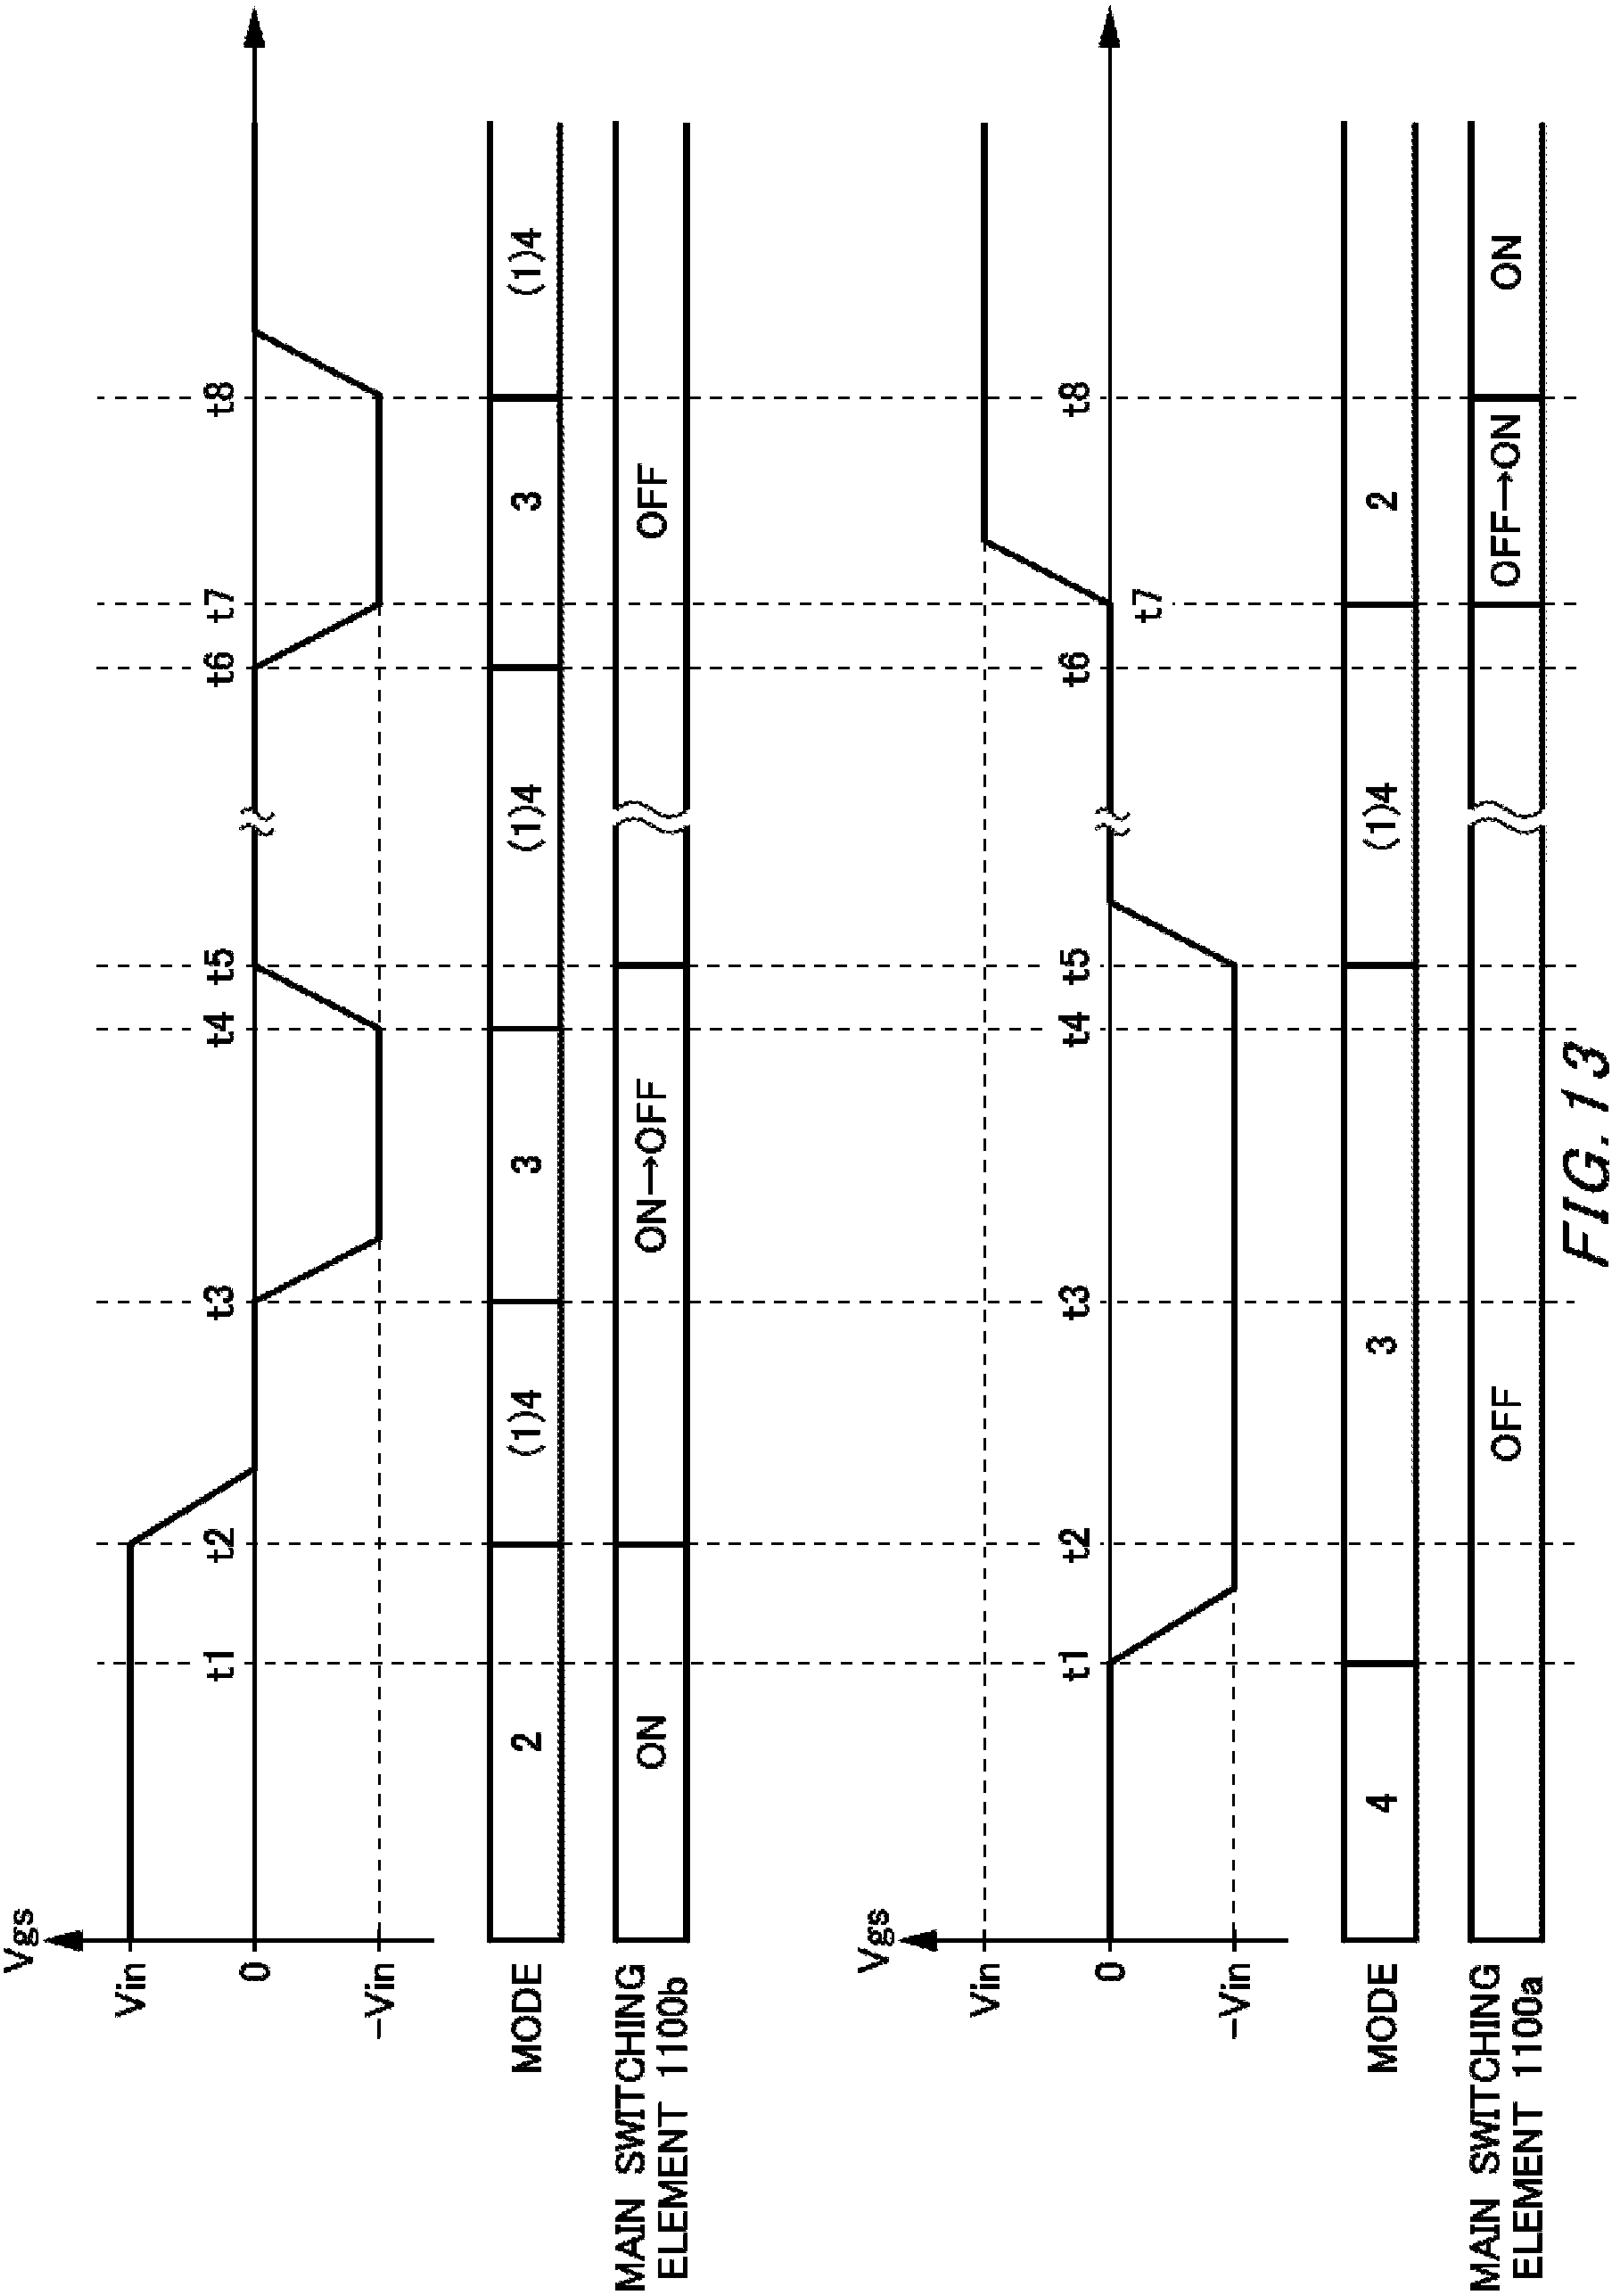 Vgs
Vin
0
-Vin
t1 t2 t3 t4 t5 t6 t7 t8
MODE 2 (1)4 3 (1)4 3 (1)4
MAIN SWITCHING
ELEMENT 1100b
ON ON→OFF OFF
Vgs
Vin
0
-Vin
t1 t2 t3 t4 t5 t6 t7 t8
MODE 4 3 (1)4 2
MAIN SWITCHING
ELEMENT 1100a
OFF OFF→ON ON
FIG. 13